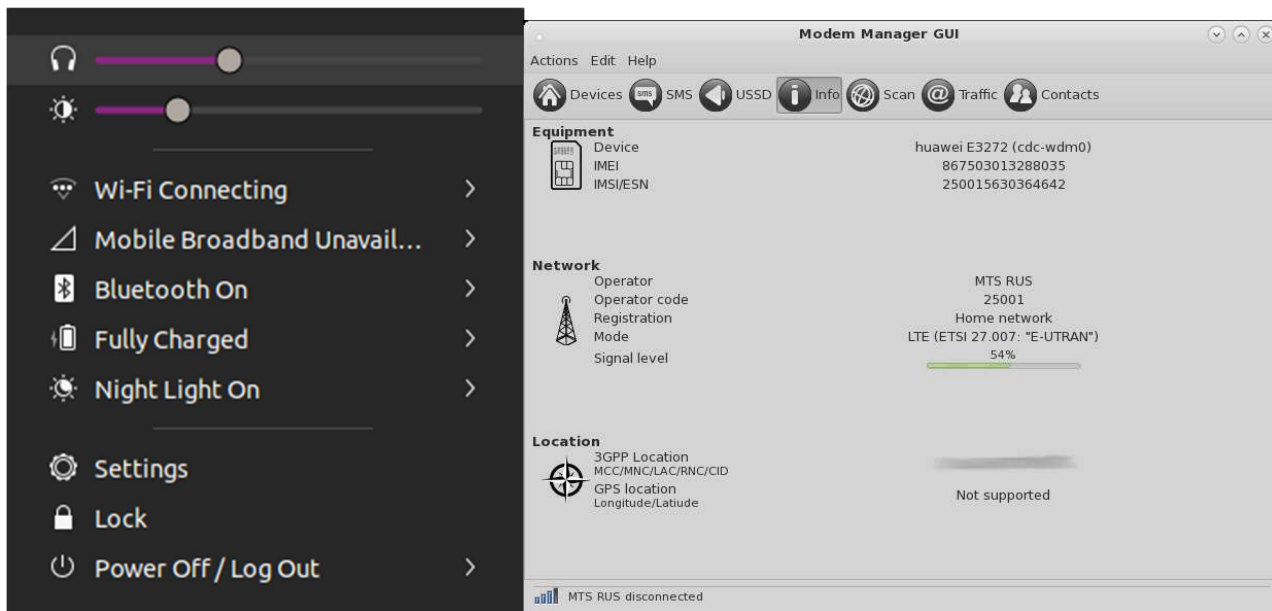 Wi-Fi Connecting
Mobile Broadband Unavail...
Bluetooth On
Fully Charged
Night Light On
Settings
Lock
Power Off / Log Out
Modem Manager GUI
Actions Edit Help
Devices SMS USSD Info Scan Traffic Contacts
Equipment
Device huawei E3272 (cdc-wdm0)
IMEI 867503013288035
IMSI/ESN 250015630364642
Network
Operator MTS RUS
Operator code 25001
Registration Home network
Mode LTE (ETSI 27.007: "E-UTRAN")
Signal level 54%
Location
3GPP Location
MCC/MNC/LAC/RNC/CID
GPS location Not supported
Longitude/Latiude
MTS RUS disconnected